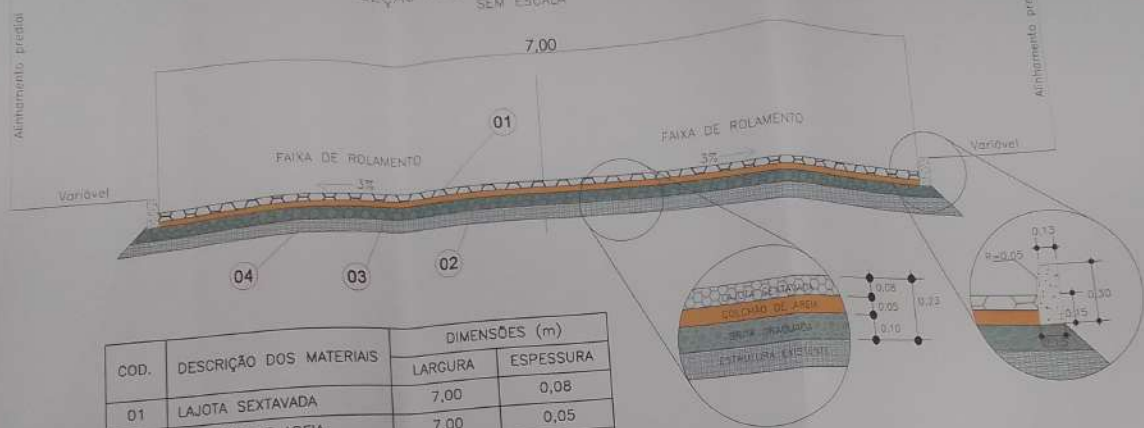 SEM ESCALA
Alinhamento predial
7,00
01
FAIXA DE ROLAMENTO
3%
FAIXA DE ROLAMENTO
3%
Variável
Variável
04
03
02
LAJOTA SEXTAVADA
COLCHÃO DE AREIA
BRITA GRADUADA
ESTRUTURA EXISTENTE
0,08
0,05
0,10
0,23
0,13
R=0,05
0,30
0,15
COD.
DESCRIÇÃO DOS MATERIAIS
DIMENSÕES (m)
LARGURA
ESPESSURA
01
LAJOTA SEXTAVADA
7,00
0,08
7,00
0,05